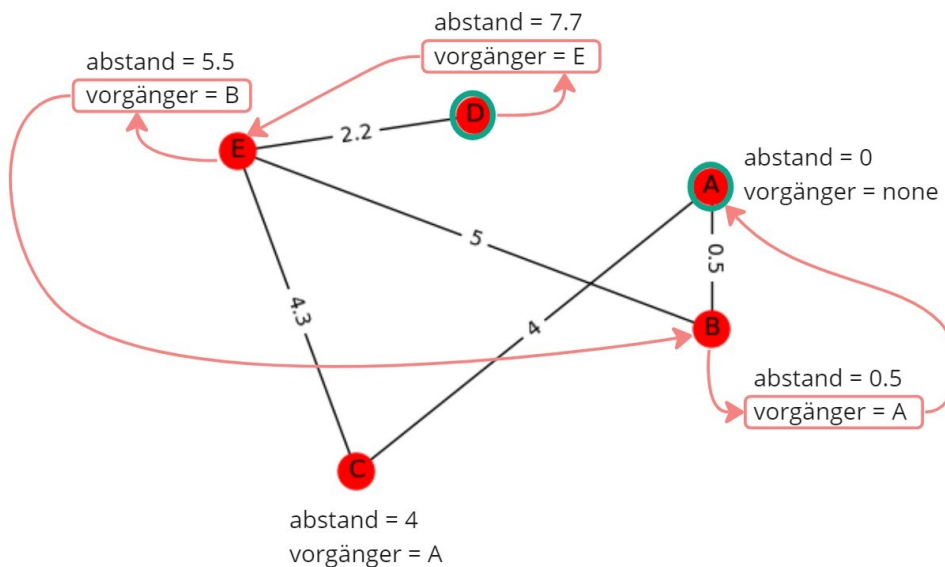 abstand = 7.7
vorgänger = E
abstand = 5.5
vorgänger = B
D
2.2
E
abstand = 0
vorgänger = none
A
5
0.5
4.3
4
B
abstand = 0.5
vorgänger = A
C
abstand = 4
vorgänger = A